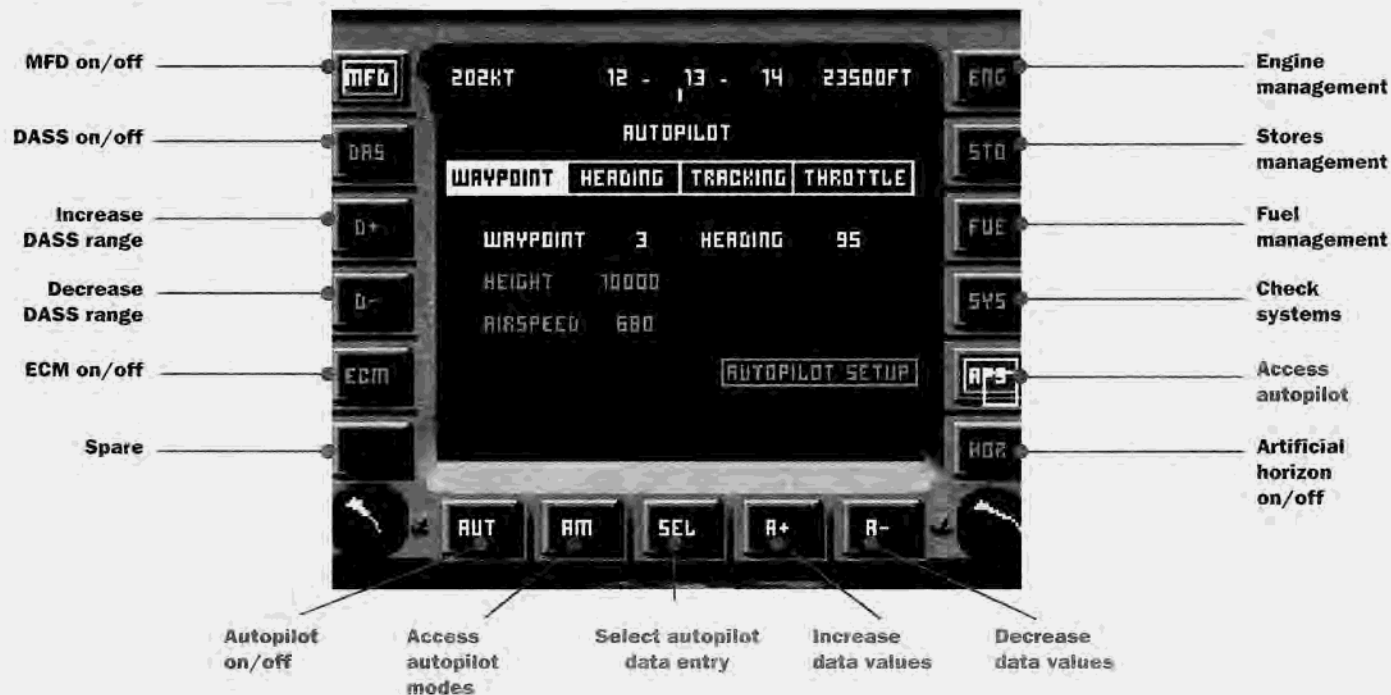 MFD on/off
DASS on/off
Increase
DASS range
Decrease
DASS range
ECM on/off
Spare
MFD
DAS
D+
D-
ECM
202KT 12 - 13 - 14 23500FT
AUTOPILOT
WAYPOINT HEADING TRACKING THROTTLE
WAYPOINT 3 HEADING 95
HEIGHT 10000
AIRSPEED 680
AUTOPILOT SETUP
ENG
STO
FUE
SYS
APS
HOR
Engine
management
Stores
management
Fuel
management
Check
systems
Access
autopilot
Artificial
horizon
on/off
AUT AM SEL A+ A-
Autopilot
on/off
Access
autopilot
modes
Select autopilot
data entry
Increase
data values
Decrease
data values